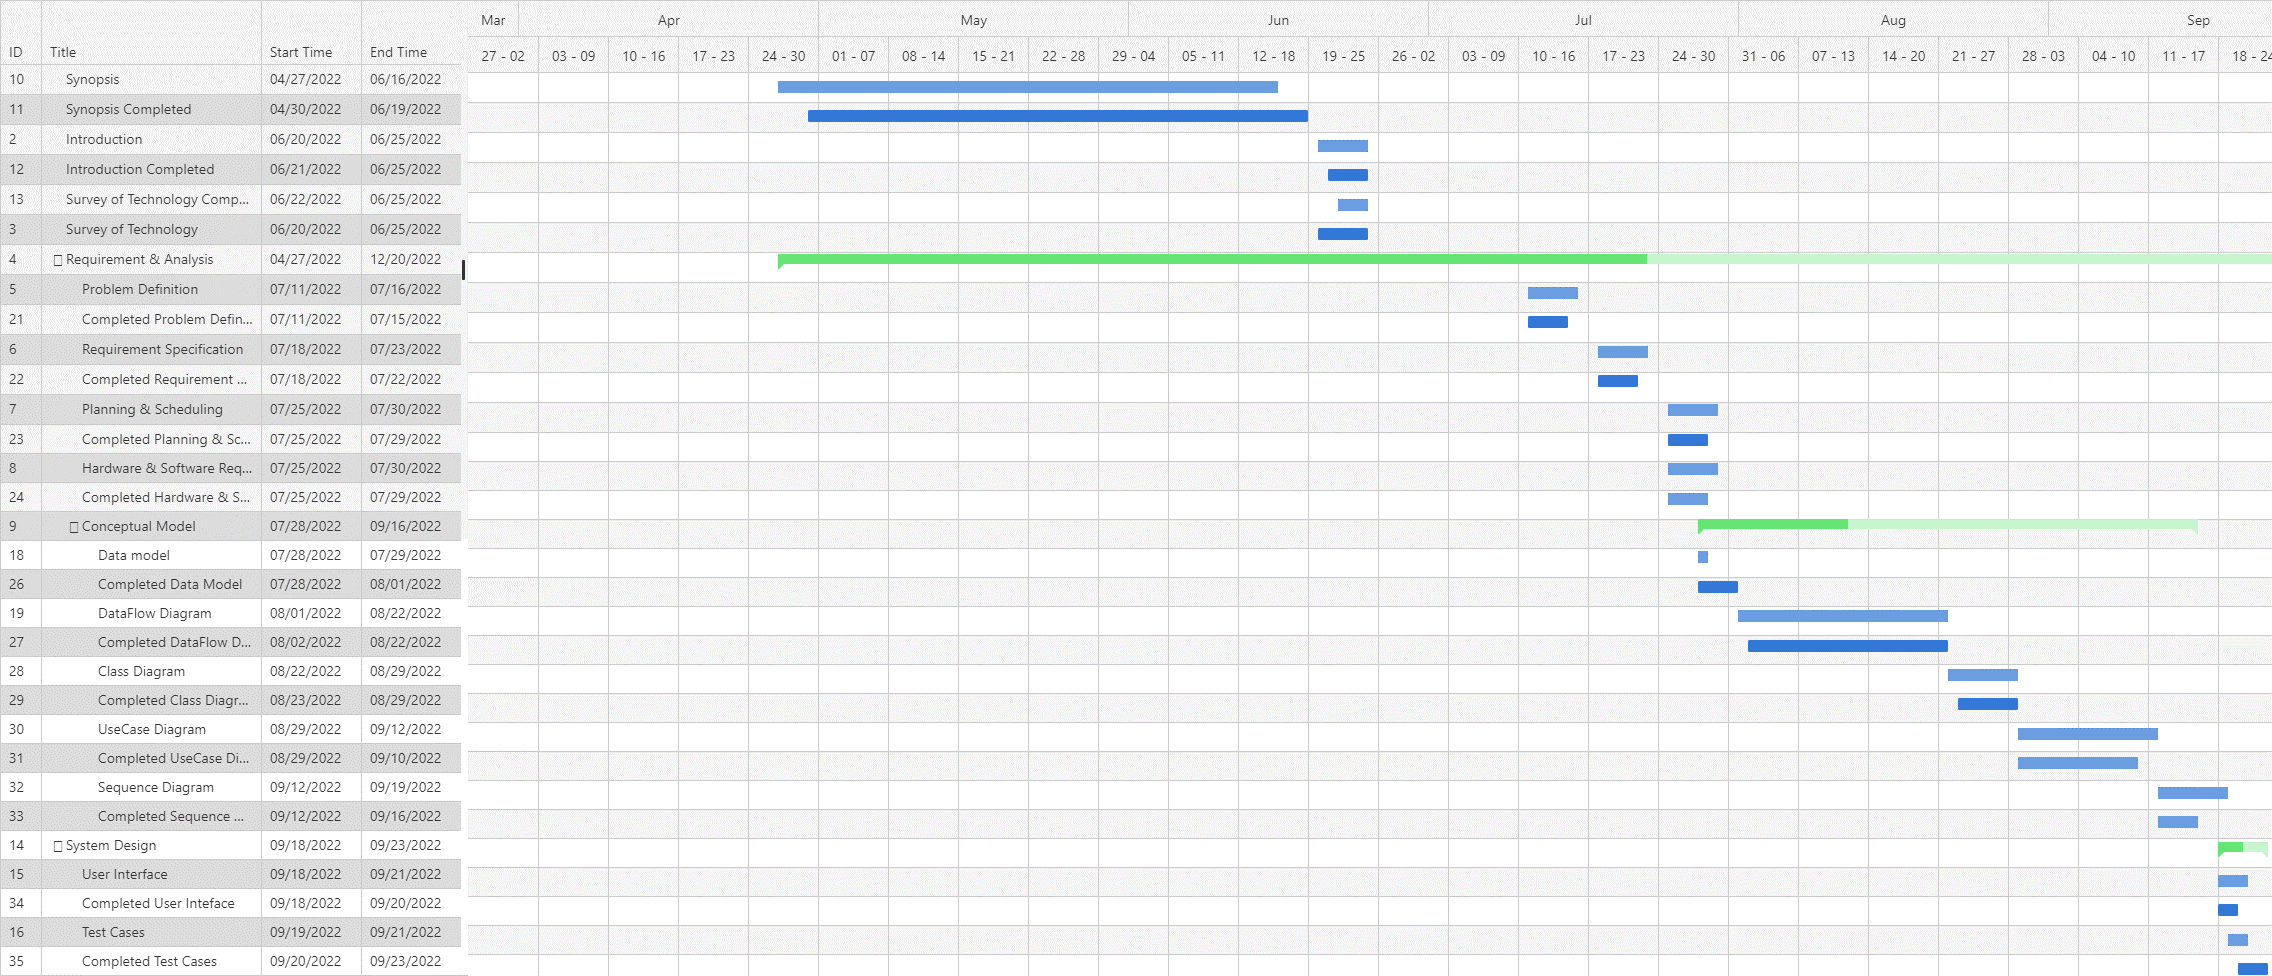 Mar Apr May Jun Jul Aug Sep
ID Title Start Time End Time 27 - 02 03 - 09 10 - 16 17 - 23 24 - 30 01 - 07 08 - 14 15 - 21 22 - 28 29 - 04 05 - 11 12 - 18 19 - 25 26 - 02 03 - 09 10 - 16 17 - 23 24 - 30 31 - 06 07 - 13 14 - 20 21 - 27 28 - 03 04 - 10 11 - 17 18 - 24
10 Synopsis 04/27/2022 06/16/2022
11 Synopsis Completed 04/30/2022 06/19/2022
2 Introduction 06/20/2022 06/25/2022
12 Introduction Completed 06/21/2022 06/25/2022
13 Survey of Technology Comp... 06/22/2022 06/25/2022
3 Survey of Technology 06/20/2022 06/25/2022
4 Requirement & Analysis 04/27/2022 12/20/2022
5 Problem Definition 07/11/2022 07/16/2022
21 Completed Problem Defin... 07/11/2022 07/15/2022
6 Requirement Specification 07/18/2022 07/23/2022
22 Completed Requirement ... 07/18/2022 07/22/2022
7 Planning & Scheduling 07/25/2022 07/30/2022
23 Completed Planning & Sc... 07/25/2022 07/29/2022
8 Hardware & Software Req... 07/25/2022 07/30/2022
24 Completed Hardware & S... 07/25/2022 07/29/2022
9 Conceptual Model 07/28/2022 09/16/2022
18 Data model 07/28/2022 07/29/2022
26 Completed Data Model 07/28/2022 08/01/2022
19 DataFlow Diagram 08/01/2022 08/22/2022
27 Completed DataFlow D... 08/02/2022 08/22/2022
28 Class Diagram 08/22/2022 08/29/2022
29 Completed Class Diagr... 08/23/2022 08/29/2022
30 UseCase Diagram 08/29/2022 09/12/2022
31 Completed UseCase Di... 08/29/2022 09/10/2022
32 Sequence Diagram 09/12/2022 09/19/2022
33 Completed Sequence ... 09/12/2022 09/16/2022
14 System Design 09/18/2022 09/23/2022
15 User Interface 09/18/2022 09/21/2022
34 Completed User Inteface 09/18/2022 09/20/2022
16 Test Cases 09/19/2022 09/21/2022
35 Completed Test Cases 09/20/2022 09/23/2022